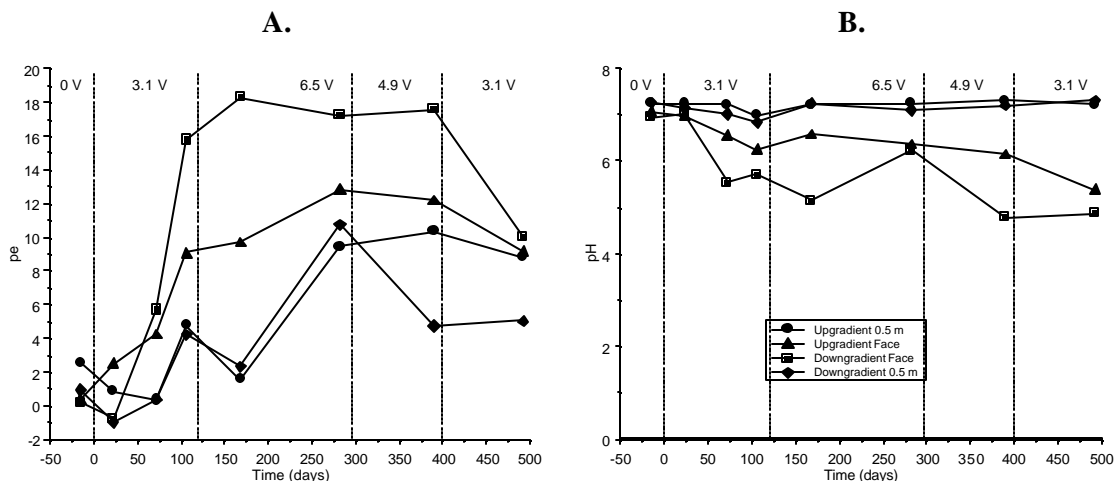 A.
B.
0 V 3.1 V 6.5 V 4.9 V 3.1 V
20
18
16
14
12
10
8
6
4
2
0
-2
pe
-50 0 50 100 150 200 250 300 350 400 450 500
Time (days)
0 V 3.1 V 6.5 V 4.9 V 3.1 V
8
6
4
2
0
pH
Upgradient 0.5 m
Upgradient Face
Downgradient Face
Downgradient 0.5 m
-50 0 50 100 150 200 250 300 350 400 450 500
Time (days)